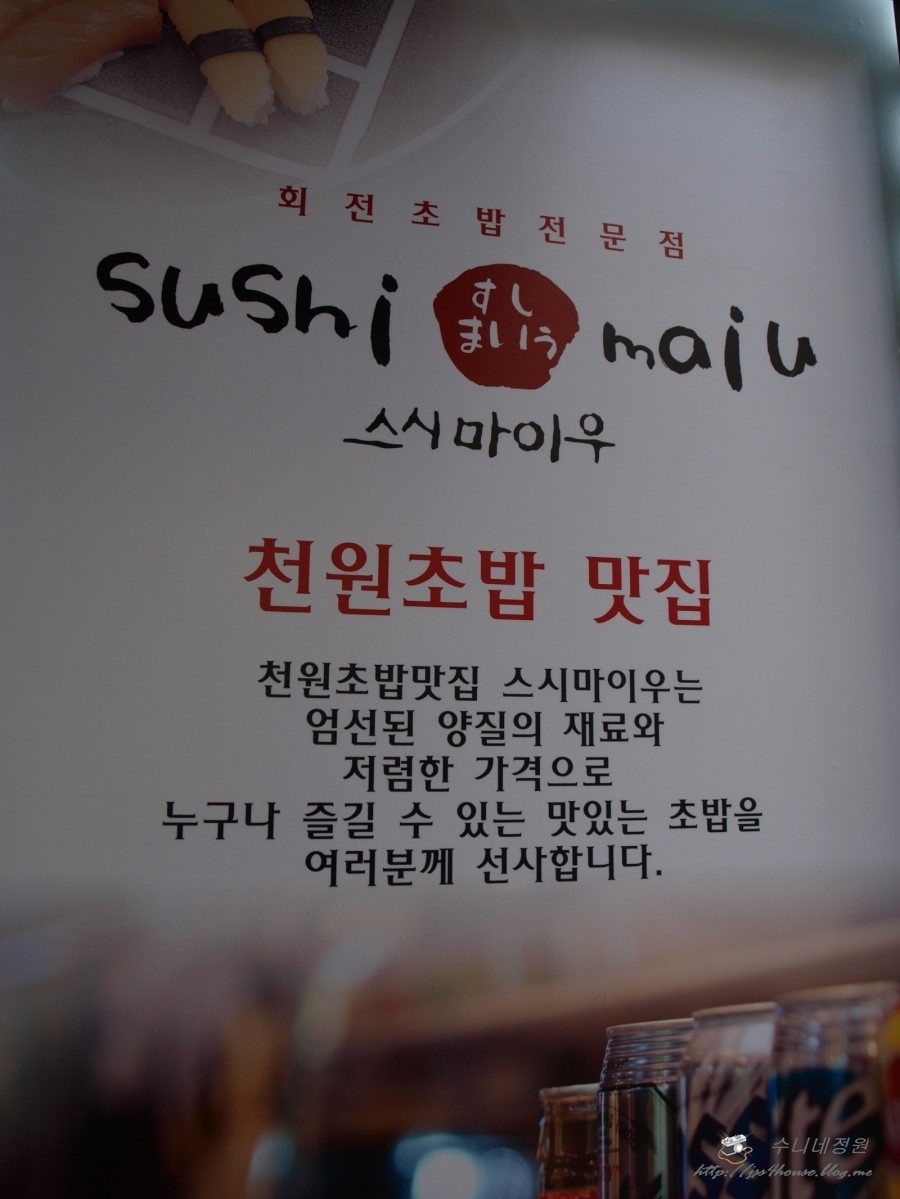 회전초밥전문점
sushi すし maiu
まいう
스시마이우
천원초밥 맛집
천원초밥맛집 스시마이우는
엄선된 양질의 재료와
저렴한 가격으로
누구나 즐길 수 있는 맛있는 초밥을
여러분께 선사합니다.
수니네정원
http://jjs4house.blog.me